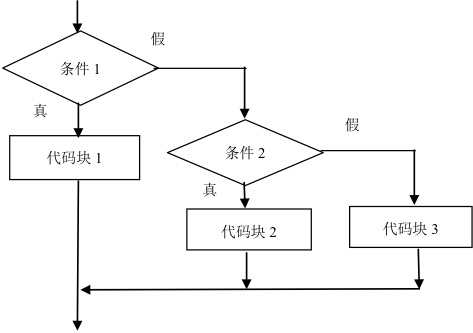 假
条件 1
真
假
代码块 1
条件 2
真
代码块 2
代码块 3